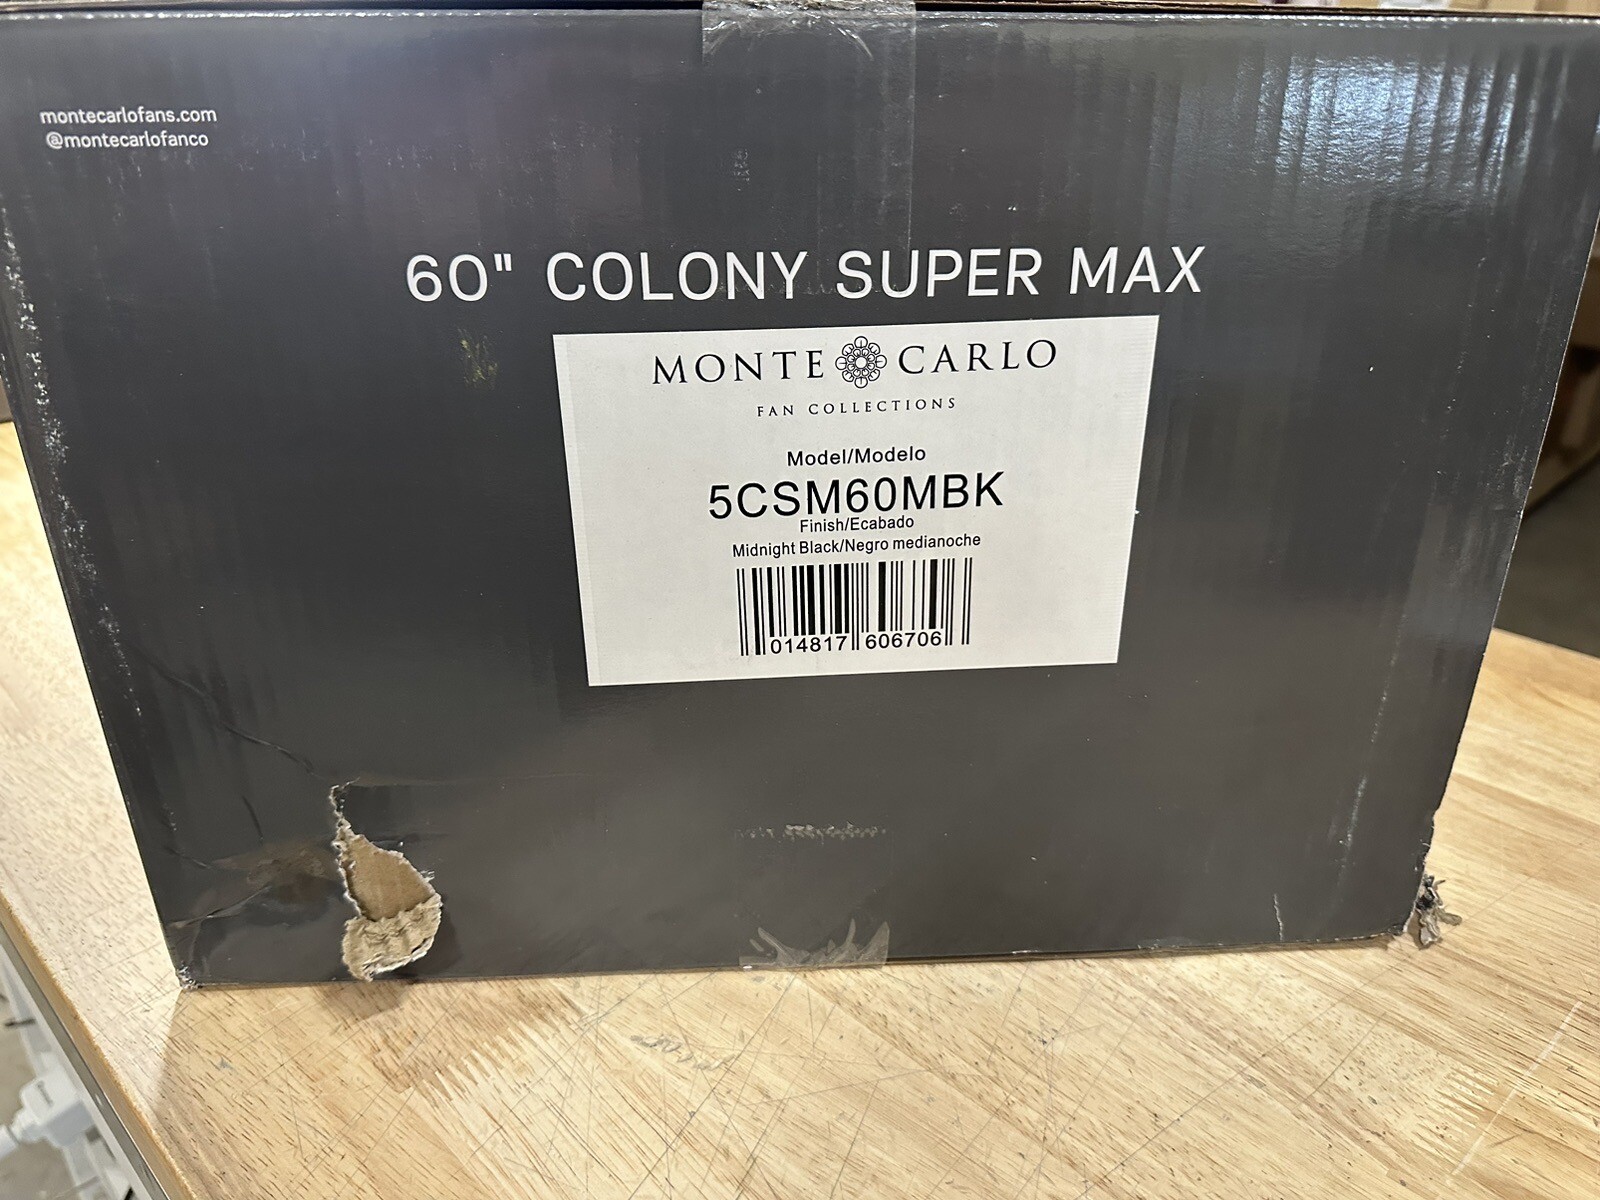 montecarlofans.com
@montecarlofanco
60" COLONY SUPER MAX
MONTE CARLO
FAN COLLECTIONS
Model/Modelo
5CSM60MBK
Finish/Ecabado
Midnight Black/Negro medianoche
014817 606706